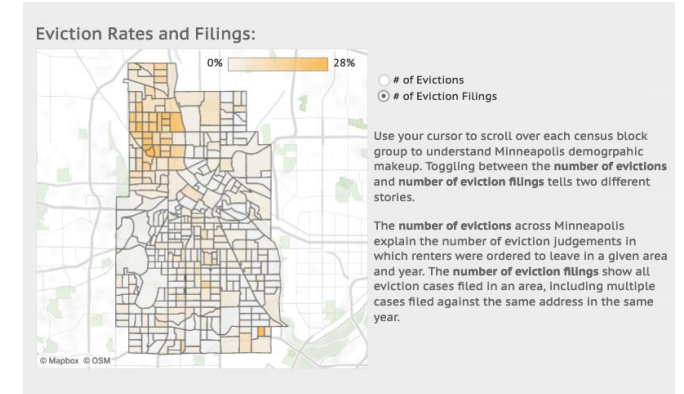 Eviction Rates and Filings:
0% 28%
# of Evictions
# of Eviction Filings
Use your cursor to scroll over each census block
group to understand Minneapolis demogrpahic
makeup. Toggling between the number of evictions
and number of eviction filings tells two different
stories.
The number of evictions across Minneapolis
explain the number of eviction judgements in
which renters were ordered to leave in a given area
and year. The number of eviction filings show all
eviction cases filed in an area, including multiple
cases filed against the same address in the same
year.
© Mapbox © OSM